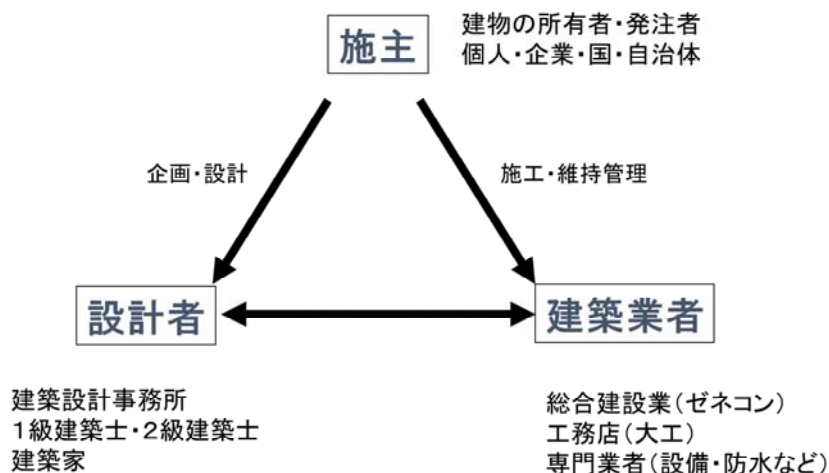 施主
建物の所有者・発注者
個人・企業・国・自治体
企画・設計
施工・維持管理
設計者
建築業者
建築設計事務所
１級建築士・２級建築士
建築家
総合建設業(ゼネコン)
工務店(大工)
専門業者(設備・防水など)